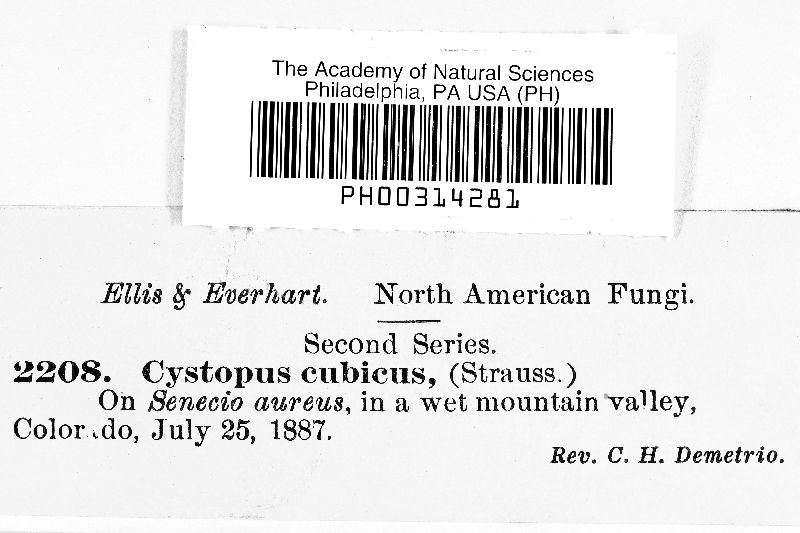 The Academy of Natural Sciences
Philadelphia, PA USA (PH)
PH00314281
Ellis & Everhart. North American Fungi.
Second Series.
2208. Cystopus cubicus, (Strauss.)
On Senecio aureus, in a wet mountain valley,
Colorado, July 25, 1887.
Rev. C. H. Demetrio.